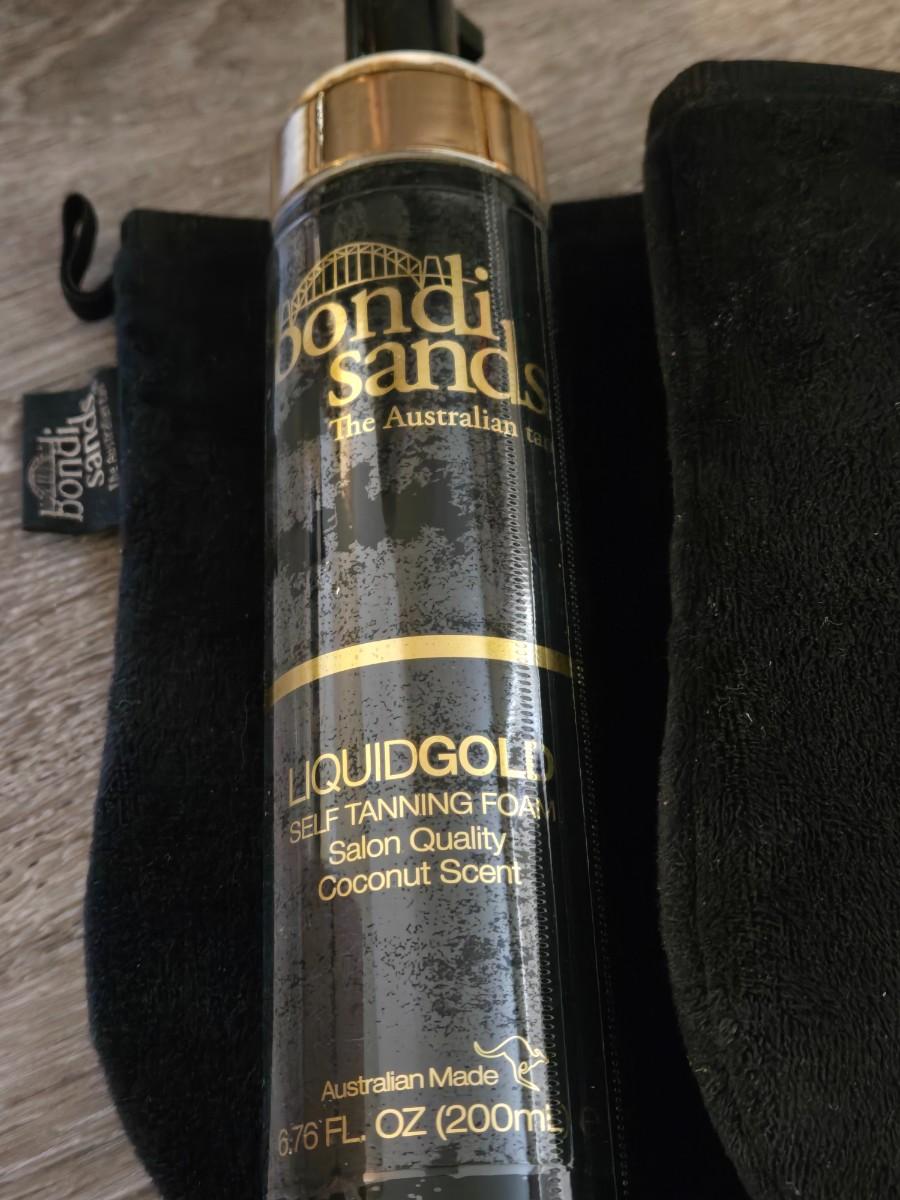 bondi
sands
The Australian
LIQUIDGOLD
SELF TANNING FOAM
Salon Quality
Coconut Scent
Australian Made
6.76 FL. OZ (200mL
bondi
sands